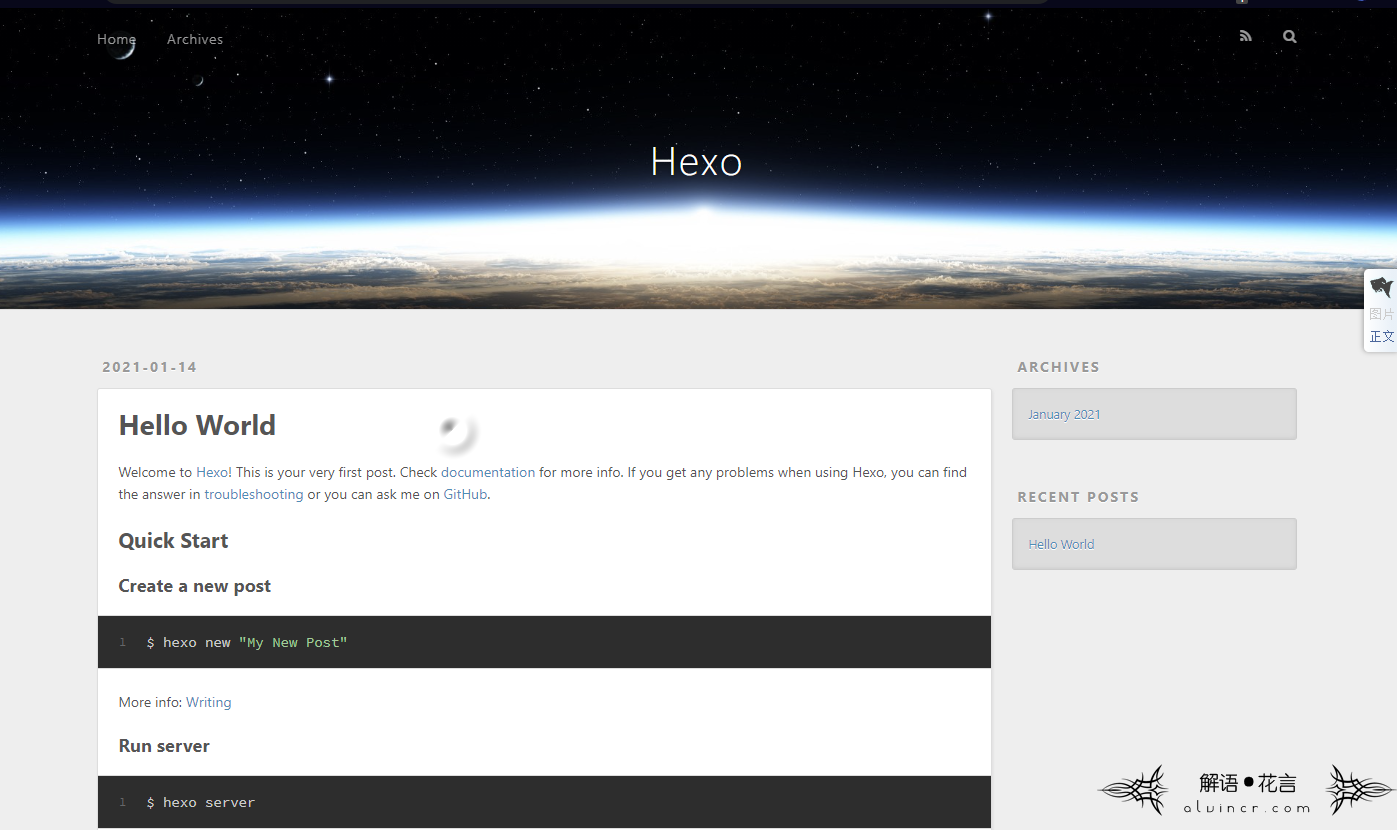 Home Archives
Hexo
图片
正文
2021-01-14
Hello World
Welcome to Hexo! This is your very first post. Check documentation for more info. If you get any problems when using Hexo, you can find
the answer in troubleshooting or you can ask me on GitHub.
Quick Start
Create a new post
1 $ hexo new "My New Post"
More info: Writing
Run server
1 $ hexo server
ARCHIVES
January 2021
RECENT POSTS
Hello World
解语●花言
alvincr.com